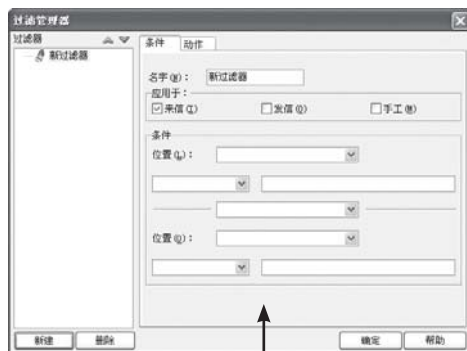 过滤管理器
过滤器
新过滤器
条件 动作
名字(N): 新过滤器
应用于:
来信(I) 发信(O) 手工(M)
条件
位置(L):
位置(O):
新建 删除 确定 帮助